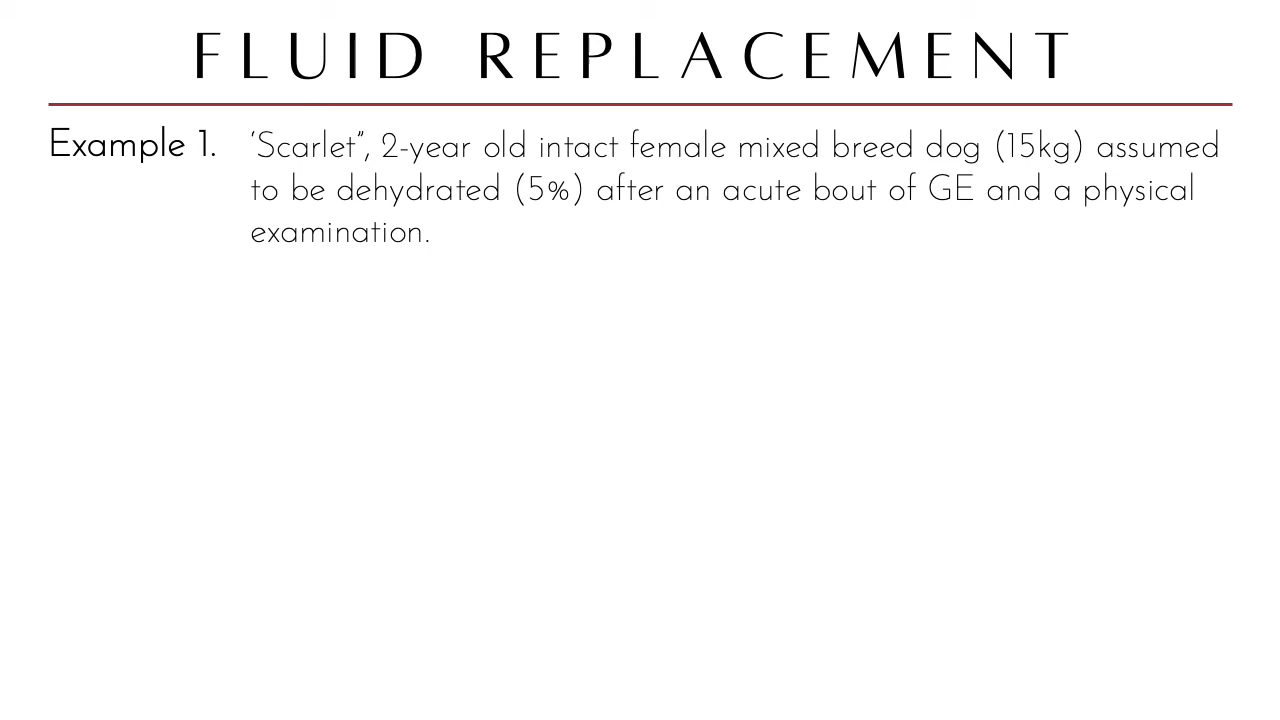 FLUID REPLACEMENT
Example 1. ‘Scarlet”, 2-year old intact female mixed breed dog (15kg) assumed
to be dehydrated (5%) after an acute bout of GE and a physical
examination.